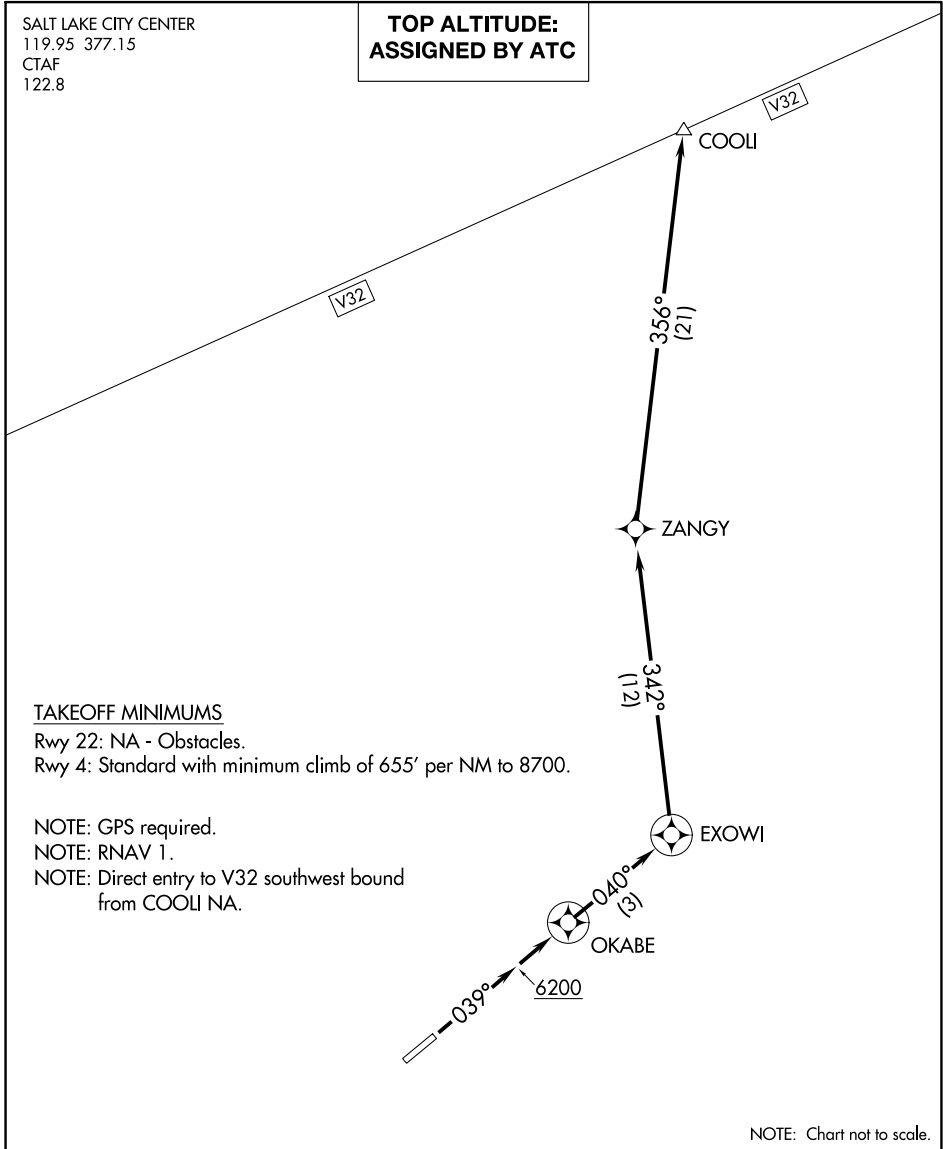 SALT LAKE CITY CENTER
119.95 377.15
CTAF
122.8
TOP ALTITUDE:
ASSIGNED BY ATC
V32
COOLI
V32
356°
(21)
ZANGY
342°
(12)
TAKEOFF MINIMUMS
Rwy 22: NA - Obstacles.
Rwy 4: Standard with minimum climb of 655' per NM to 8700.
NOTE: GPS required.
NOTE: RNAV 1.
NOTE: Direct entry to V32 southwest bound
from COOLI NA.
EXOWI
040°
(3)
OKABE
6200
039°
NOTE: Chart not to scale.